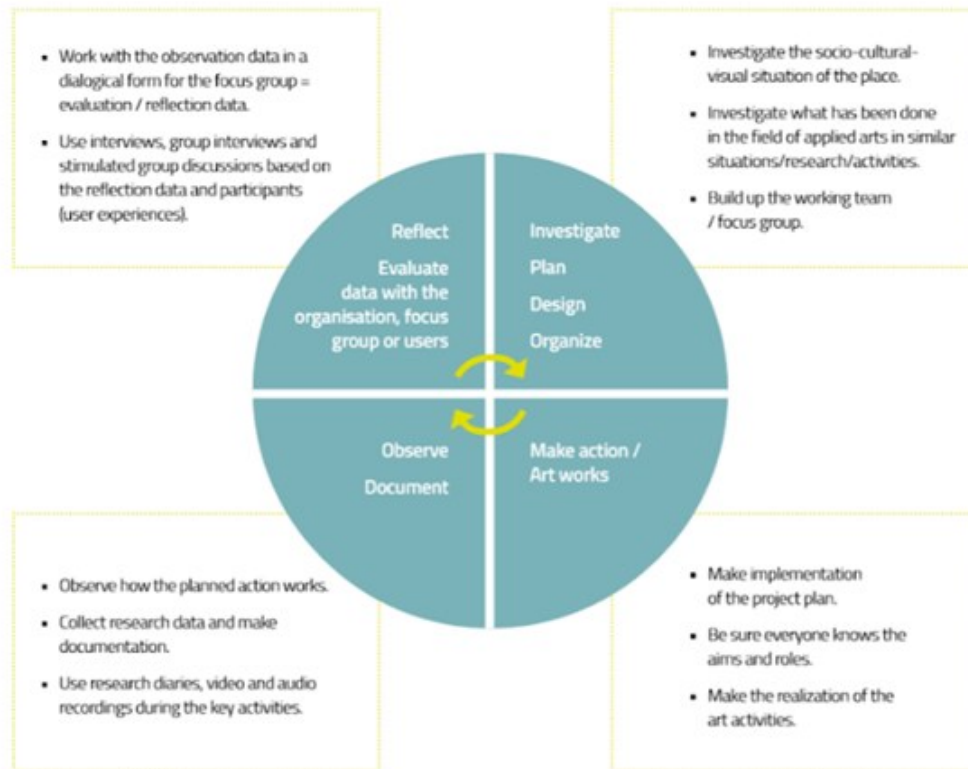 • Work with the observation data in a
dialogical form for the focus group =
evaluation / reflection data.
• Use interviews, group interviews and
stimulated group discussions based on
the reflection data and participants
(user experiences).
• Investigate the socio-cultural-
visual situation of the place.
• Investigate what has been done
in the field of applied arts in similar
situations/research/activities.
• Build up the working team
/ focus group.
Reflect
Evaluate
data with the
organisation, focus
group or users
Investigate
Plan
Design
Organize
Observe
Document
Make action /
Art works
• Observe how the planned action works.
• Collect research data and make
documentation.
• Use research diaries, video and audio
recordings during the key activities.
• Make implementation
of the project plan.
• Be sure everyone knows the
aims and roles.
• Make the realization of the
art activities.